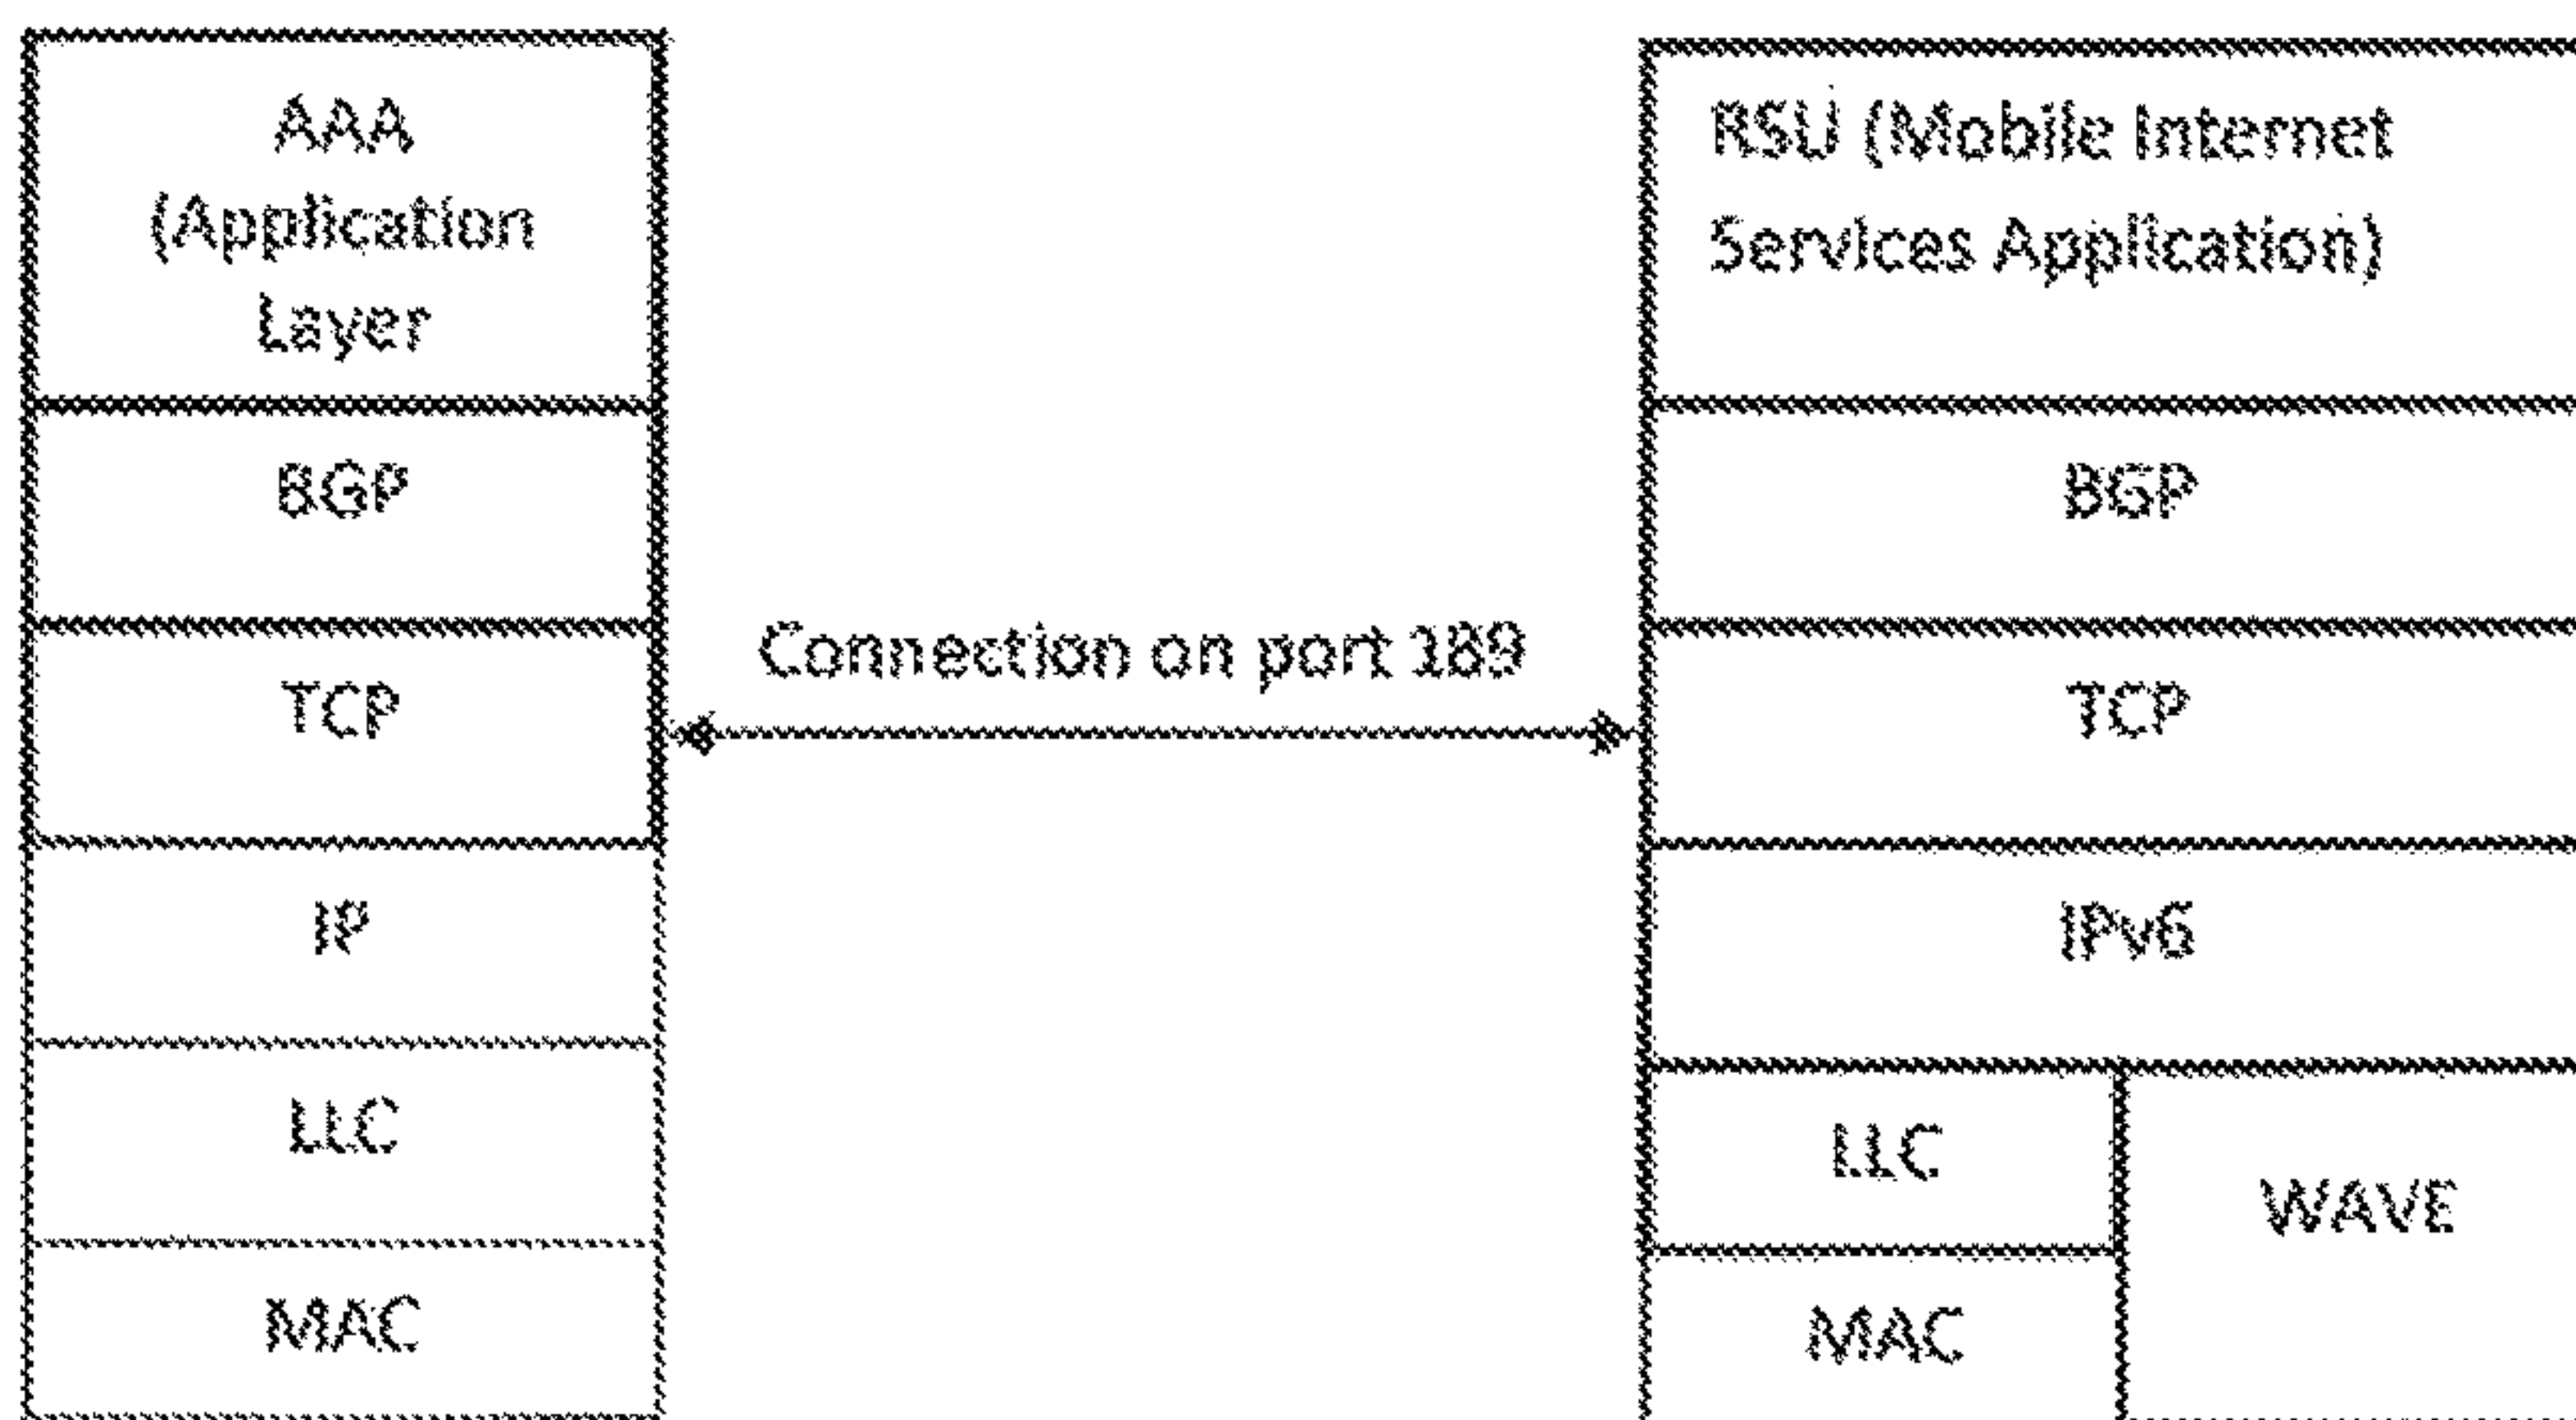 AAA
(Application
Layer
BGP
TCP
IP
LLC
MAC
Connection on port 189
RSU (Mobile Internet
Services Application)
BGP
TCP
IPv6
LLC
MAC
WAVE